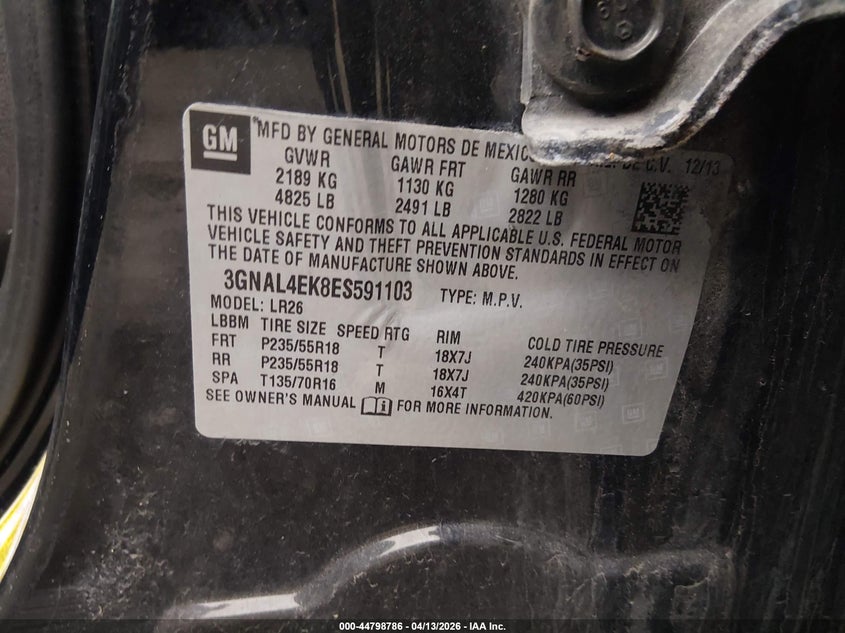 GM
*MFD BY GENERAL MOTORS DE MEXICO DE C.V. 12/13
GVWR GAWR FRT GAWR RR
2189 KG 1130 KG 1280 KG
4825 LB 2491 LB 2822 LB
THIS VEHICLE CONFORMS TO ALL APPLICABLE U.S. FEDERAL MOTOR
VEHICLE SAFETY AND THEFT PREVENTION STANDARDS IN EFFECT ON
THE DATE OF MANUFACTURE SHOWN ABOVE.
3GNAL4EK8ES591103 TYPE: M.P.V.
MODEL: LR26
LBBM TIRE SIZE SPEED RTG RIM COLD TIRE PRESSURE
FRT P235/55R18 T 18X7J 240KPA(35PSI)
RR P235/55R18 T 18X7J 240KPA(35PSI)
SPA T135/70R16 M 16X4T 420KPA(60PSI)
SEE OWNER'S MANUAL FOR MORE INFORMATION.
000-44798786 - 04/13/2026 - IAA Inc.